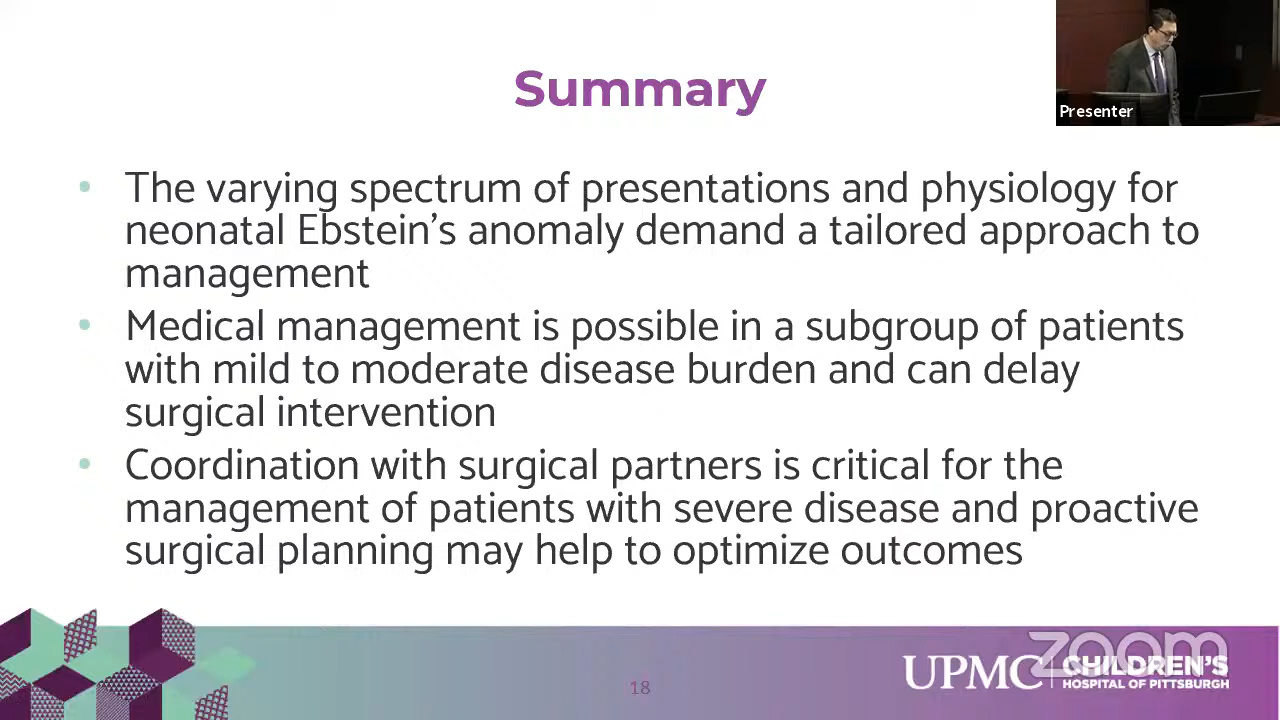 Summary
Presenter
• The varying spectrum of presentations and physiology for
neonatal Ebstein’s anomaly demand a tailored approach to
management
• Medical management is possible in a subgroup of patients
with mild to moderate disease burden and can delay
surgical intervention
• Coordination with surgical partners is critical for the
management of patients with severe disease and proactive
surgical planning may help to optimize outcomes
18
zoom
UPMC CHILDREN'S
HOSPITAL OF PITTSBURGH